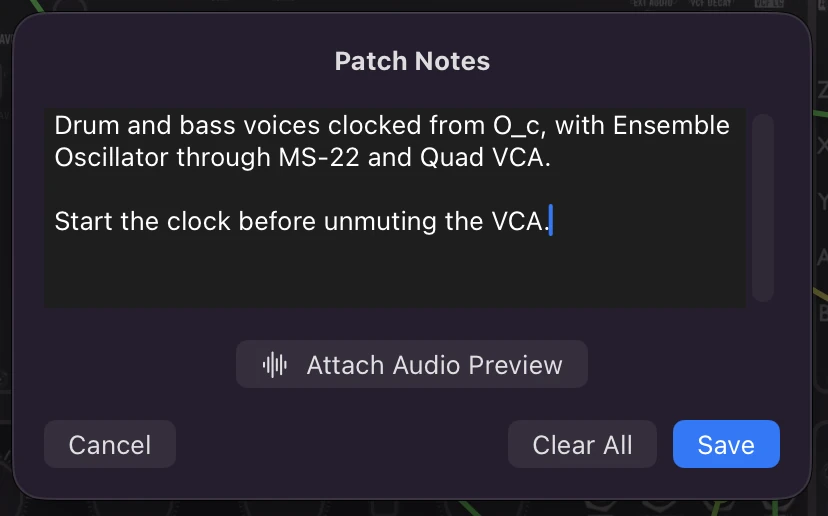 Patch Notes
Drum and bass voices clocked from O_c, with Ensemble
Oscillator through MS-22 and Quad VCA.
Start the clock before unmuting the VCA.
Attach Audio Preview
Cancel
Clear All
Save